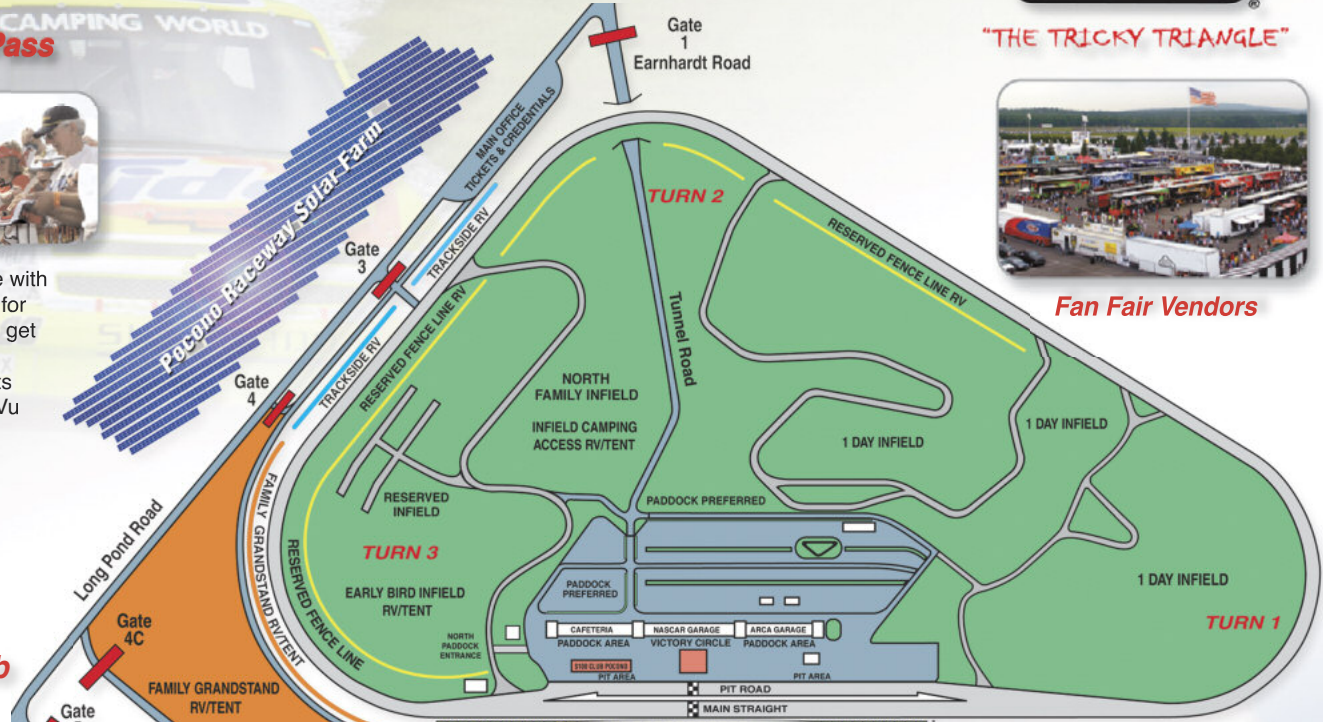 CAMPING WORLD
Pass
®
"THE TRICKY TRIANGLE"
Gate
1
Earnhardt Road
MAIN OFFICE
TICKETS & CREDENTIALS
Pocono Raceway Solar Farm
TURN 2
RESERVED FENCE LINE RV
Fan Fair Vendors
Gate
3
TRACKSIDE RV
e with
for
get
ts
Vu
Gate
4
TRACKSIDE RV
RESERVED FENCE LINE RV
Tunnel Road
NORTH
FAMILY INFIELD
INFIELD CAMPING
ACCESS RV/TENT
1 DAY INFIELD
1 DAY INFIELD
RESERVED
INFIELD
PADDOCK PREFERRED
FAMILY GRANDSTAND RV/TENT
RESERVED FENCE LINE
TURN 3
EARLY BIRD INFIELD
RV/TENT
Long Pond Road
PADDOCK
PREFERRED
1 DAY INFIELD
TURN 1
Gate
4C
NORTH
PADDOCK
ENTRANCE
CAFETERIA
NASCAR GARAGE
ARCA GARAGE
PADDOCK AREA
VICTORY CIRCLE
PADDOCK AREA
$100 CLUB POCONO
PIT AREA
PIT AREA
b
FAMILY GRANDSTAND
RV/TENT
PIT ROAD
MAIN STRAIGHT
Gate